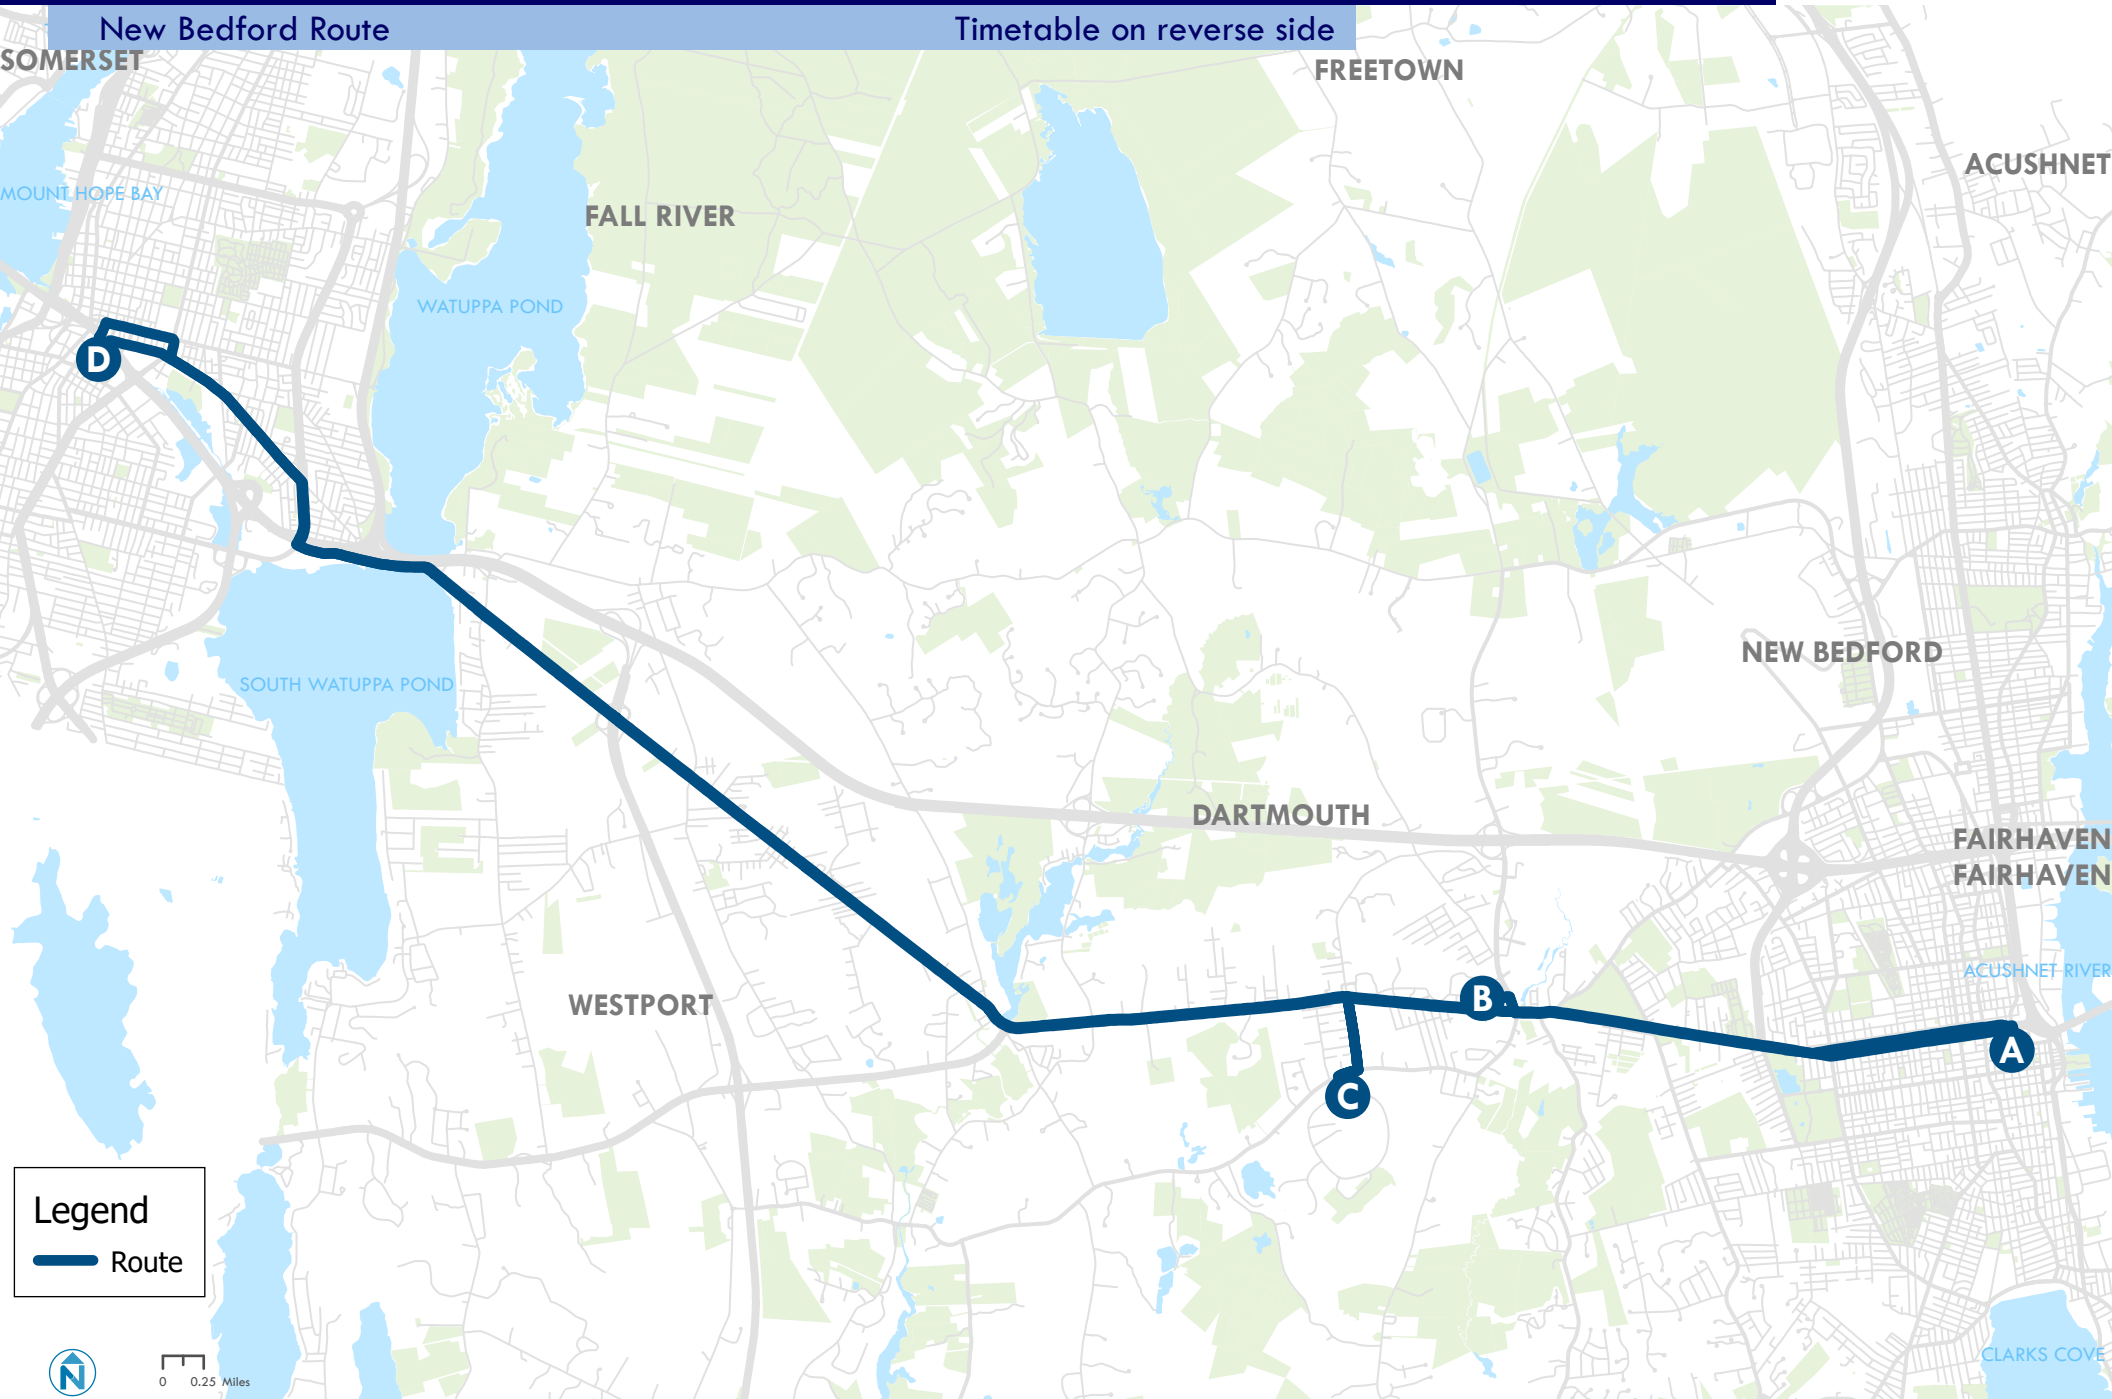 New Bedford Route
Timetable on reverse side
SOMERSET
FREETOWN
ACUSHNET
MOUNT HOPE BAY
FALL RIVER
WATUPPA POND
D
NEW BEDFORD
SOUTH WATUPPA POND
DARTMOUTH
FAIRHAVEN
FAIRHAVEN
ACUSHNET RIVER
WESTPORT
B
A
C
Legend
Route
CLARKS COVE
N
0 0.25 Miles